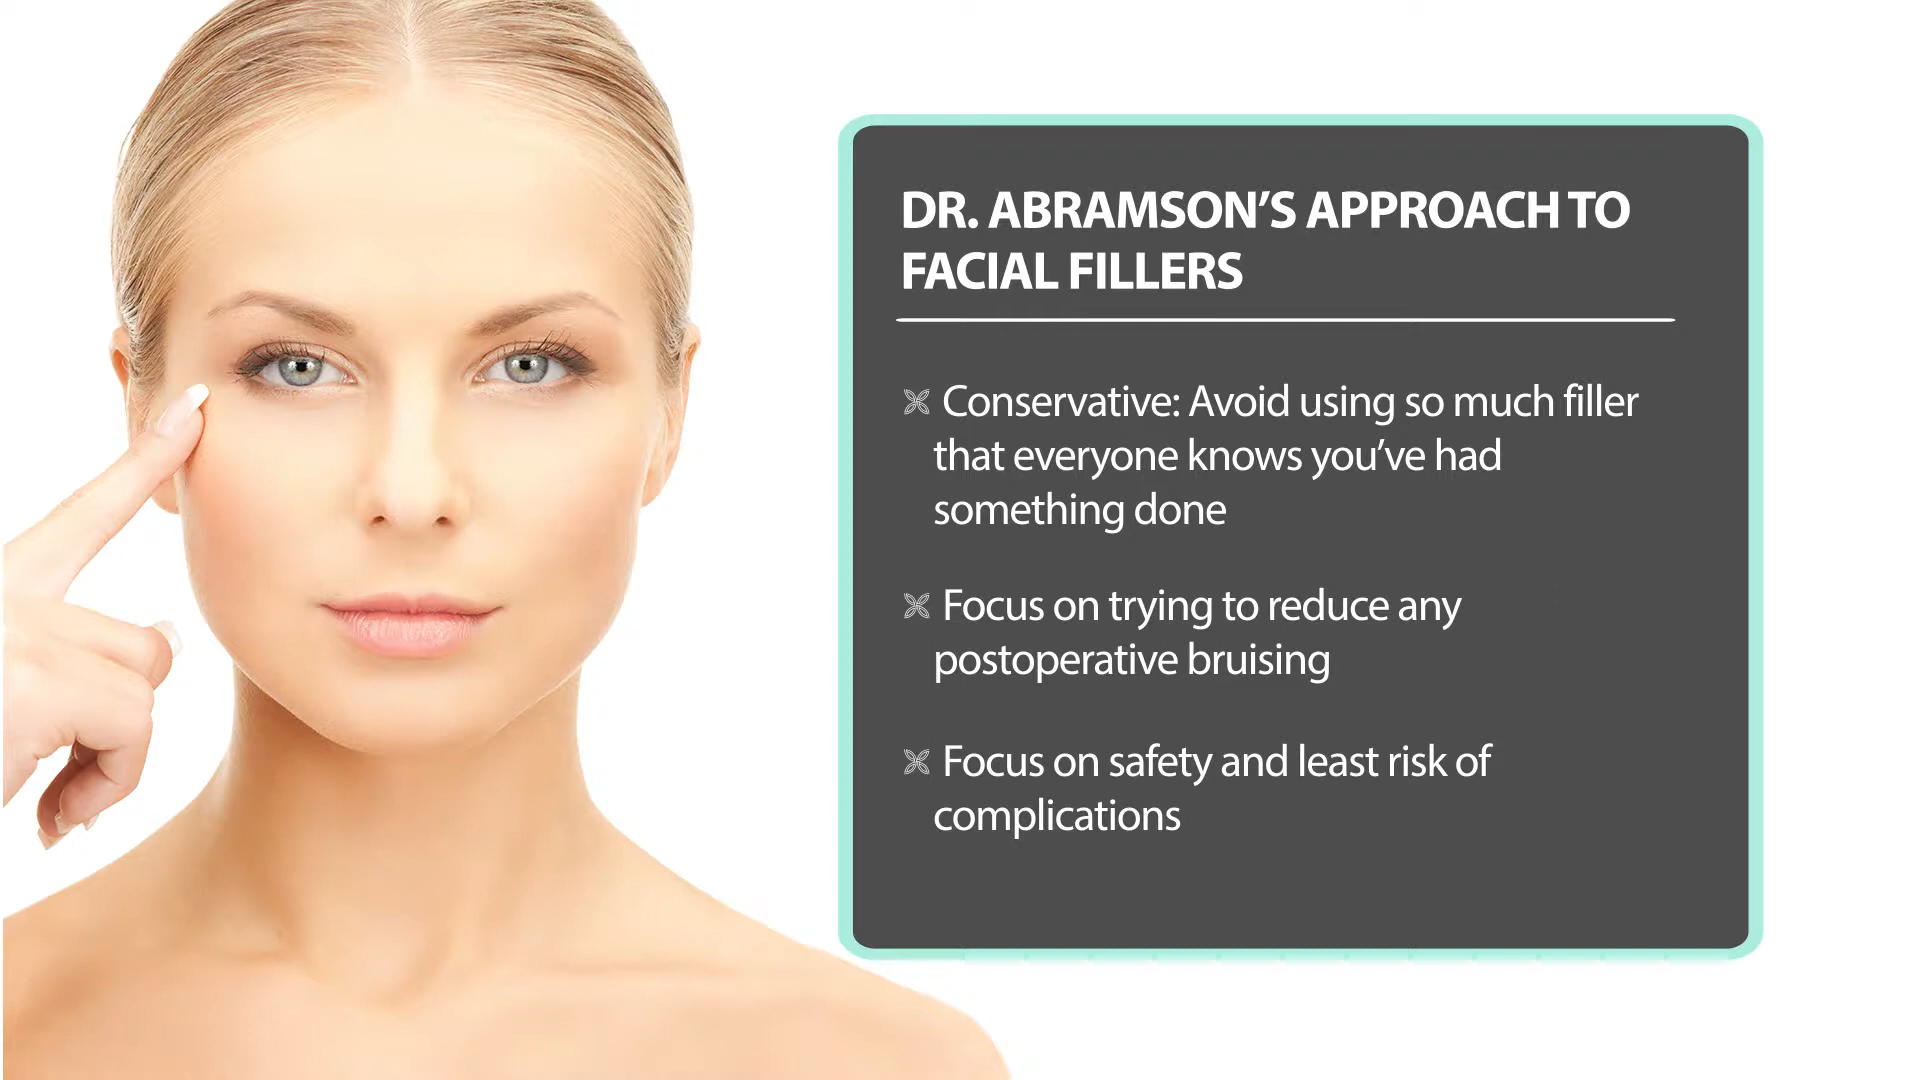 DR. ABRAMSON’S APPROACH TO
FACIAL FILLERS
Conservative: Avoid using so much filler
that everyone knows you’ve had
something done
Focus on trying to reduce any
postoperative bruising
Focus on safety and least risk of
complications